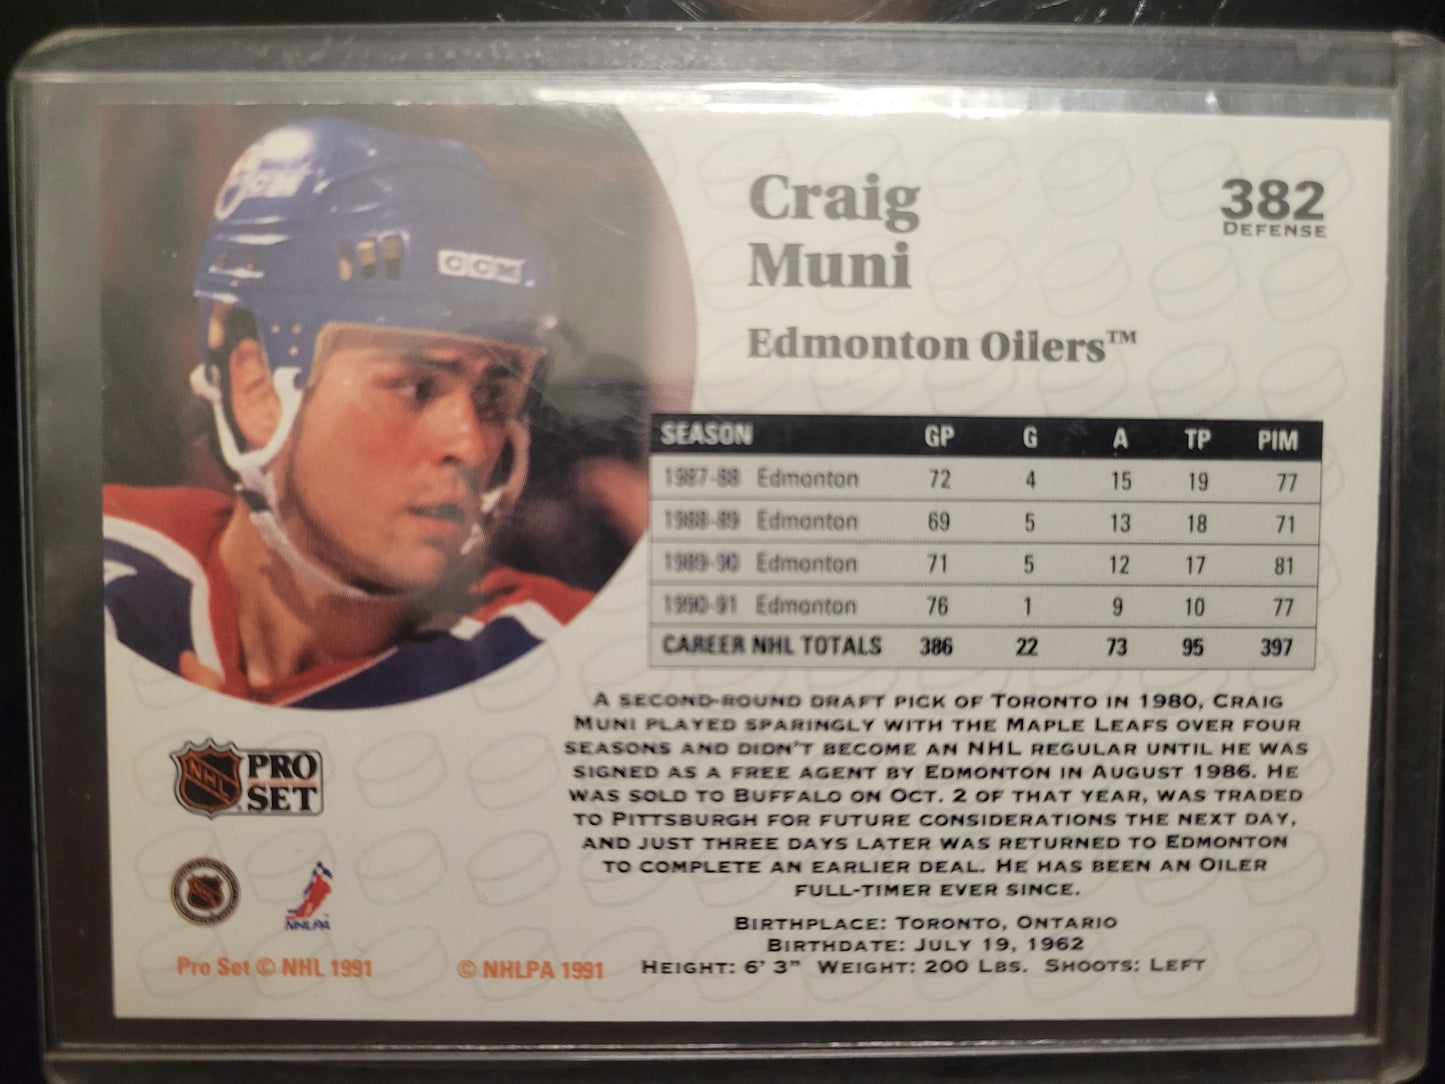 CCM
Craig
Muni
382
DEFENSE
Edmonton Oilers™
SEASON GP G A TP PIM
1987-88 Edmonton 72 4 15 19 77
1988-89 Edmonton 69 5 13 18 71
1989-90 Edmonton 71 5 12 17 81
1990-91 Edmonton 76 1 9 10 77
CAREER NHL TOTALS 386 22 73 95 397
A SECOND-ROUND DRAFT PICK OF TORONTO IN 1980, CRAIG
MUNI PLAYED SPARINGLY WITH THE MAPLE LEAFS OVER FOUR
SEASONS AND DIDN'T BECOME AN NHL REGULAR UNTIL HE WAS
SIGNED AS A FREE AGENT BY EDMONTON IN AUGUST 1986. HE
WAS SOLD TO BUFFALO ON OCT. 2 OF THAT YEAR, WAS TRADED
TO PITTSBURGH FOR FUTURE CONSIDERATIONS THE NEXT DAY,
AND JUST THREE DAYS LATER WAS RETURNED TO EDMONTON
TO COMPLETE AN EARLIER DEAL. HE HAS BEEN AN OILER
FULL-TIMER EVER SINCE.
BIRTHPLACE: TORONTO, ONTARIO
BIRTHDATE: JULY 19, 1962
HEIGHT: 6' 3" WEIGHT: 200 LBS. SHOOTS: LEFT
NHL
PRO
SET
NHLPA
Pro Set © NHL 1991
© NHLPA 1991